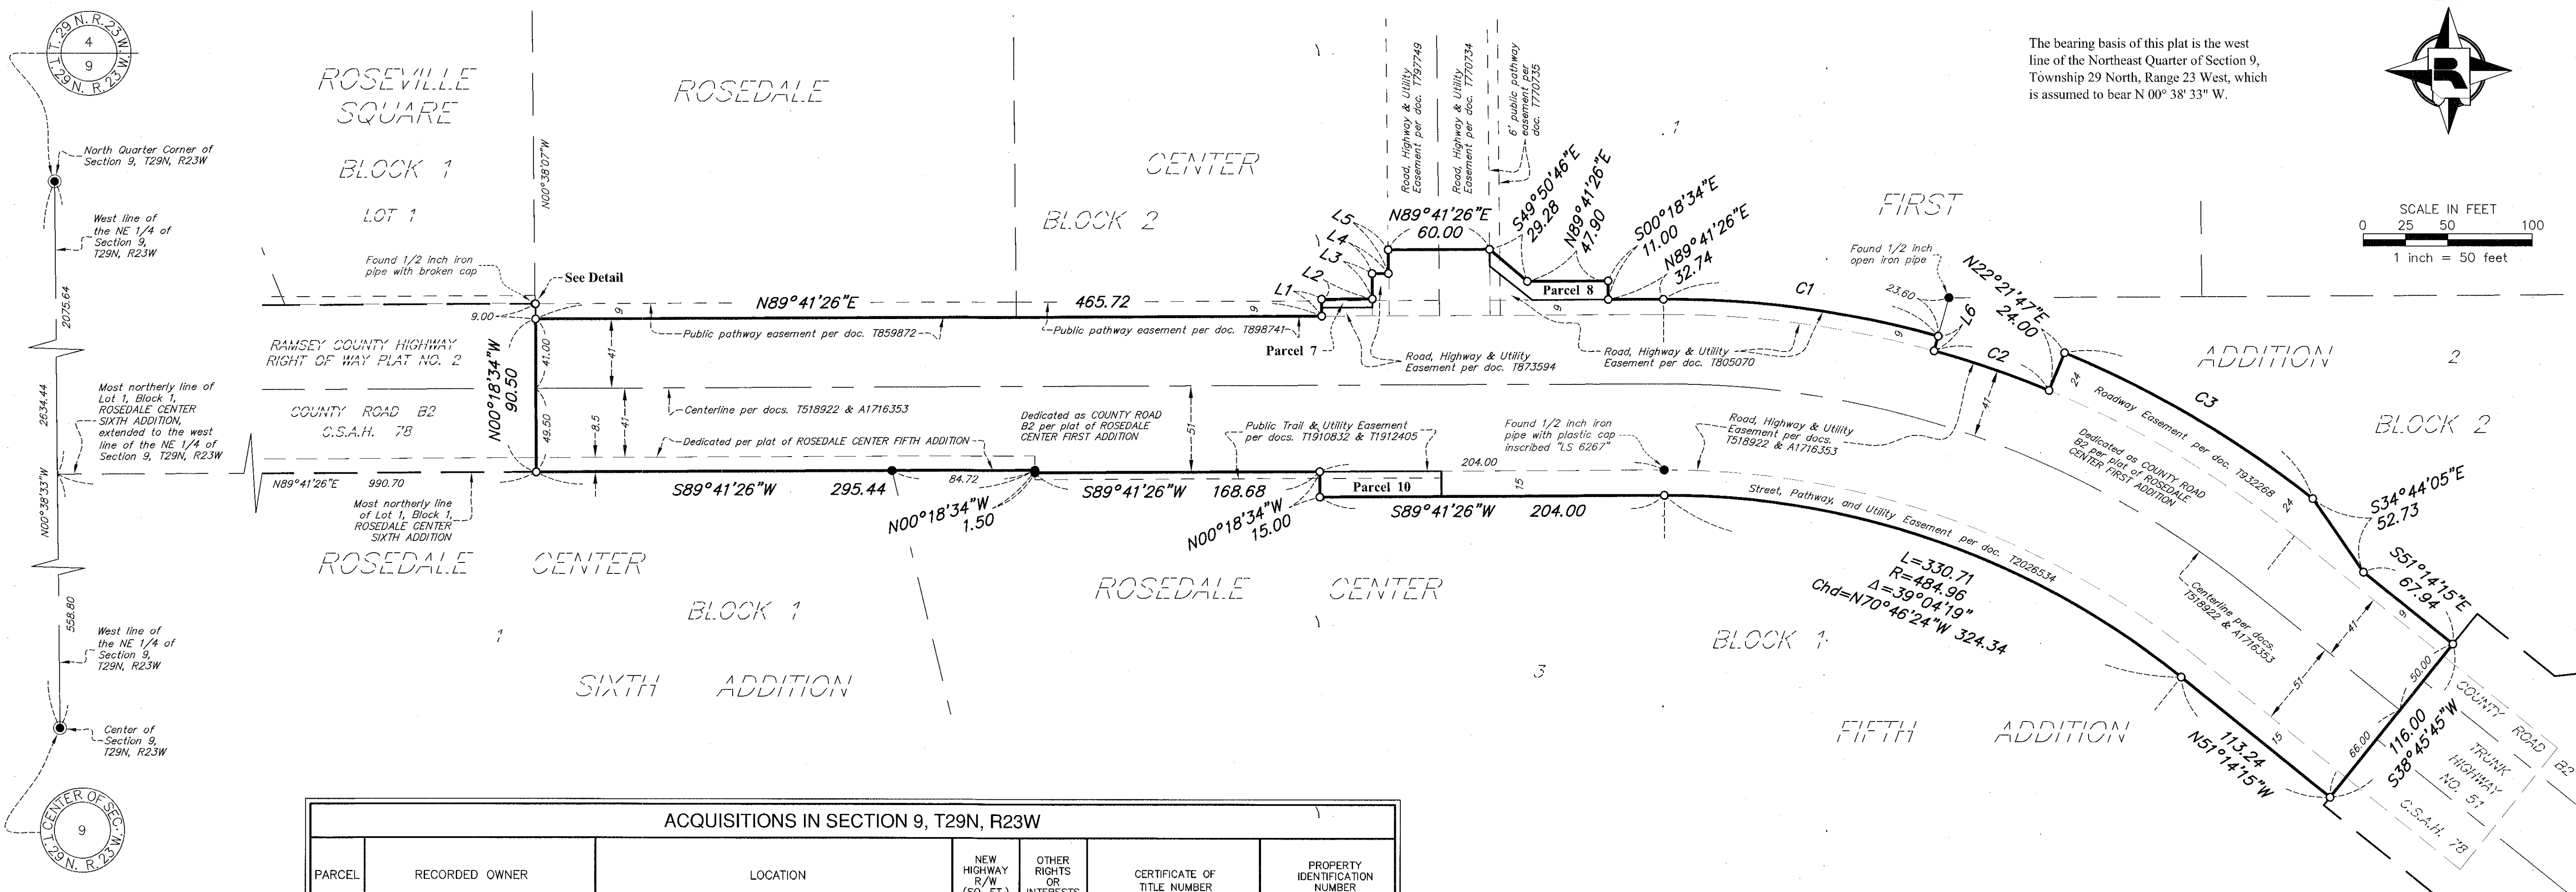 T. 29 N. R. 23 W.
4
9
T. 29 N. R. 23 W.
North Quarter Corner of
Section 9, T29N, R23W
West line of
the NE 1/4 of
Section 9,
T29N, R23W
2075.64
2634.44
N00°38'33"W
558.80
Most northerly line of
Lot 1, Block 1,
ROSEDALE CENTER
SIXTH ADDITION,
extended to the west
line of the NE 1/4 of
Section 9, T29N, R23W
West line of
the NE 1/4 of
Section 9,
T29N, R23W
Center of
Section 9,
T29N, R23W
CENTER OF SEC.
9
T. 29 N. R. 23 W.
ROSEVILLE
SQUARE
BLOCK 1
LOT 1
N00°38'07"W
ROSEDALE
CENTER
BLOCK 2
1
FIRST
ADDITION
2
BLOCK 2
Found 1/2 inch iron
pipe with broken cap
See Detail
9.00
N89°41'26"E
465.72
9
9
Public pathway easement per doc. T859872
Public pathway easement per doc. T898741
RAMSEY COUNTY HIGHWAY
RIGHT OF WAY PLAT NO. 2
COUNTY ROAD B2
C.S.A.H. 78
N00°18'34"W
90.50
41.00
49.50
41
8.5
41
Centerline per docs. T518922 & A1716353
Dedicated per plat of ROSEDALE CENTER FIFTH ADDITION
Dedicated as COUNTY ROAD
B2 per plat of ROSEDALE
CENTER FIRST ADDITION
51
N89°41'26"E 990.70
Most northerly line
of Lot 1, Block 1,
ROSEDALE CENTER
SIXTH ADDITION
S89°41'26"W 295.44
84.72
N00°18'34"W
1.50
S89°41'26"W 168.68
N00°18'34"W
15.00
Public Trail & Utility Easement
per docs. T1910832 & T1912405
Parcel 10
204.00
15
S89°41'26"W 204.00
Found 1/2 inch iron
pipe with plastic cap
inscribed "LS 6267"
Road, Highway & Utility
Easement per docs.
T518922 & A1716353
L1
L2
L3
L4
L5
Parcel 7
Road, Highway & Utility
Easement per doc. T797749
Road, Highway & Utility
Easement per doc. T770734
6' public pathway
easement per
doc. T770735
N89°41'26"E
60.00
S49°50'46"E
29.28
N89°41'26"E
47.90
S00°18'34"E
11.00
N89°41'26"E
32.74
Parcel 8
9
Road, Highway & Utility
Easement per doc. T873594
Road, Highway & Utility
Easement per doc. T805070
C1
9
Found 1/2 inch
open iron pipe
23.60
L6
N22°21'47"E
24.00
C2
41
24
C3
Roadway Easement per doc. T932268
24
Dedicated as COUNTY ROAD
B2 per plat of ROSEDALE
CENTER FIRST ADDITION
S34°44'05"E
52.73
S51°14'15"E
67.94
9
Centerline per docs.
T518922 & A1716353
41
51
Street, Pathway, and Utility Easement per doc. T2026534
L=330.71
R=484.96
Δ=39°04'19"
Chd=N70°46'24"W 324.34
15
113.24
N51°14'15"W
50.00
66.00
116.00
S38°45'45"W
COUNTY ROAD B2
TRUNK
HIGHWAY
NO. 51
C.S.A.H. 78
ROSEDALE CENTER
BLOCK 1
1
SIXTH ADDITION
ROSEDALE CENTER
BLOCK 1
3
FIFTH ADDITION
The bearing basis of this plat is the west
line of the Northeast Quarter of Section 9,
Township 29 North, Range 23 West, which
is assumed to bear N 00° 38' 33" W.
R
SCALE IN FEET
0 25 50 100
1 inch = 50 feet
ACQUISITIONS IN SECTION 9, T29N, R23W
PARCEL
RECORDED OWNER
LOCATION
NEW
HIGHWAY
R/W
(SQ. FT.)
OTHER
RIGHTS
OR
INTERESTS
CERTIFICATE OF
TITLE NUMBER
PROPERTY
IDENTIFICATION
NUMBER